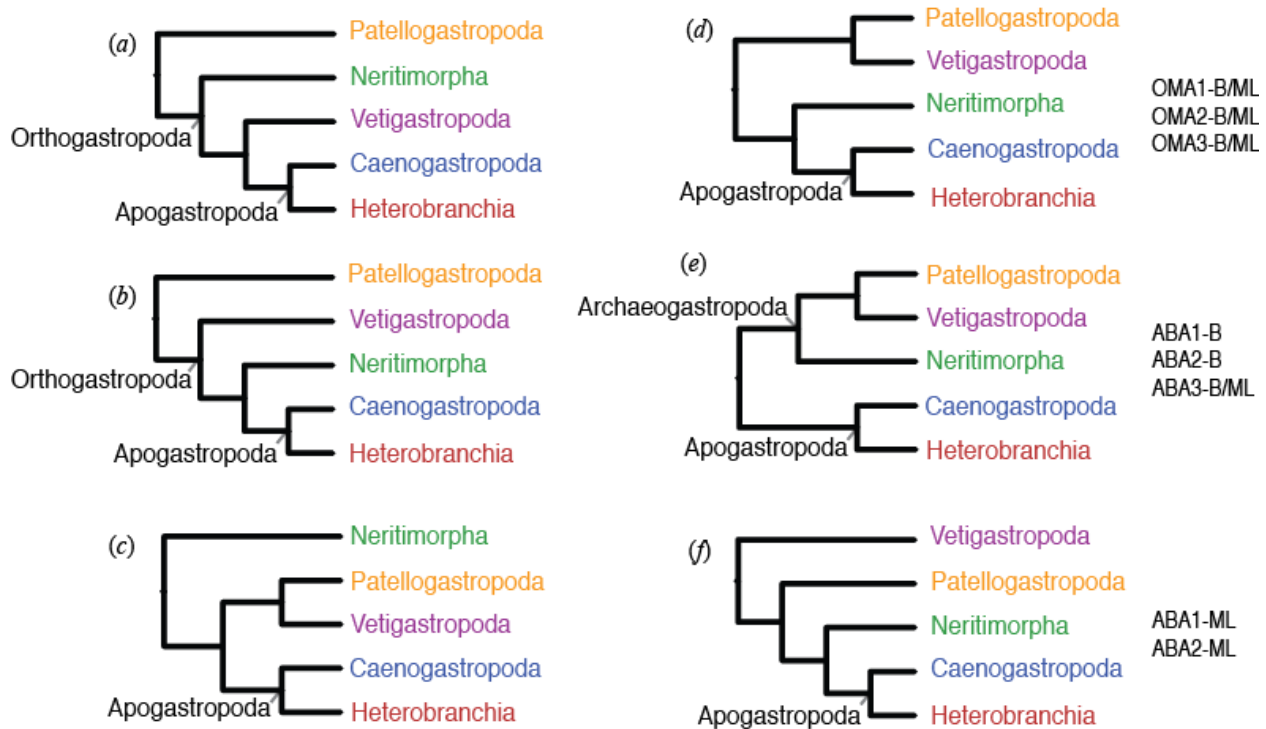 (a)
Patellogastropoda
Neritimorpha
Orthogastropoda
Vetigastropoda
Caenogastropoda
Apogastropoda
Heterobranchia
(b)
Patellogastropoda
Vetigastropoda
Orthogastropoda
Neritimorpha
Caenogastropoda
Apogastropoda
Heterobranchia
(c)
Neritimorpha
Patellogastropoda
Vetigastropoda
Caenogastropoda
Apogastropoda
Heterobranchia
(d)
Patellogastropoda
Vetigastropoda
Neritimorpha
Caenogastropoda
Apogastropoda
Heterobranchia
OMA1-B/ML
OMA2-B/ML
OMA3-B/ML
(e)
Patellogastropoda
Archaeogastropoda
Vetigastropoda
Neritimorpha
Caenogastropoda
Apogastropoda
Heterobranchia
ABA1-B
ABA2-B
ABA3-B/ML
(f)
Vetigastropoda
Patellogastropoda
Neritimorpha
Caenogastropoda
Apogastropoda
Heterobranchia
ABA1-ML
ABA2-ML